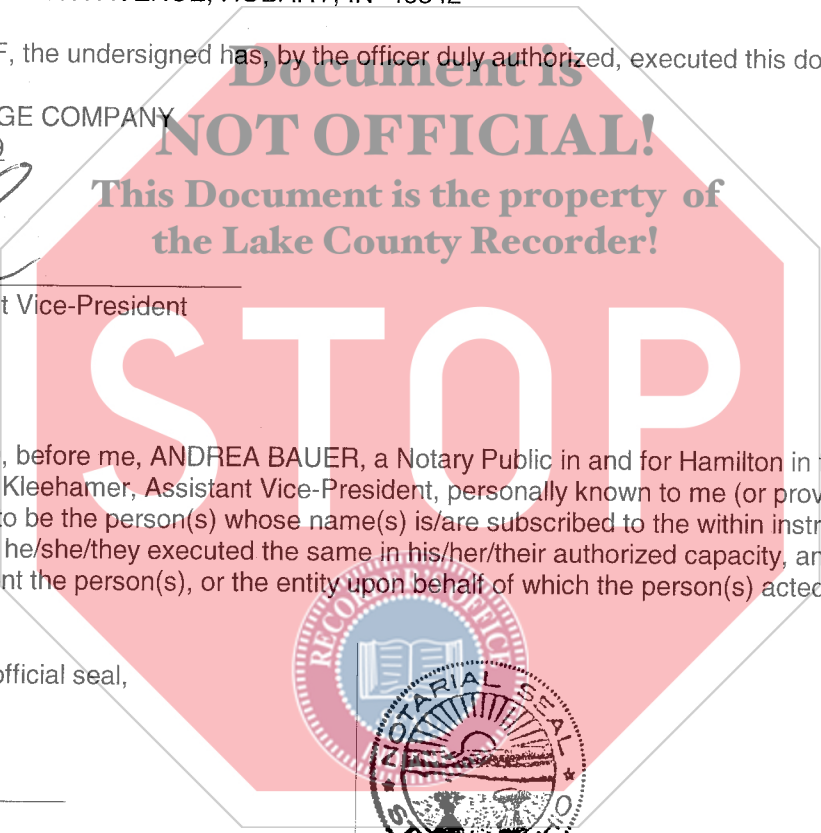 HOBART, IN
F, the undersigned has, by the officer duly authorized, executed this do
Document is
GE COMPANY
NOT OFFICIAL!
This Document is the property of
the Lake County Recorder!
t Vice-President
STOP
, before me, ANDREA BAUER, a Notary Public in and for Hamilton in
Kleehamer, Assistant Vice-President, personally known to me (or prov
o be the person(s) whose name(s) is/are subscribed to the within instr
he/she/they executed the same in his/her/their authorized capacity, an
nt the person(s), or the entity upon behalf of which the person(s) acted
RECORDER'S OFFICE
official seal,
NOTARIAL SEAL